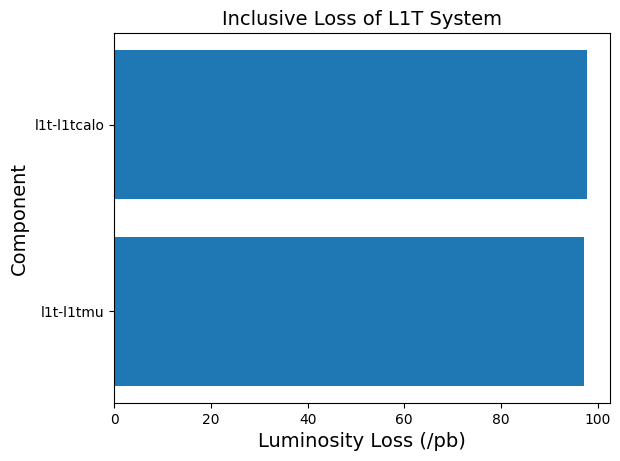 Inclusive Loss of L1T System
Component
l1t-l1tcalo
l1t-l1tmu
0 20 40 60 80 100
Luminosity Loss (/pb)